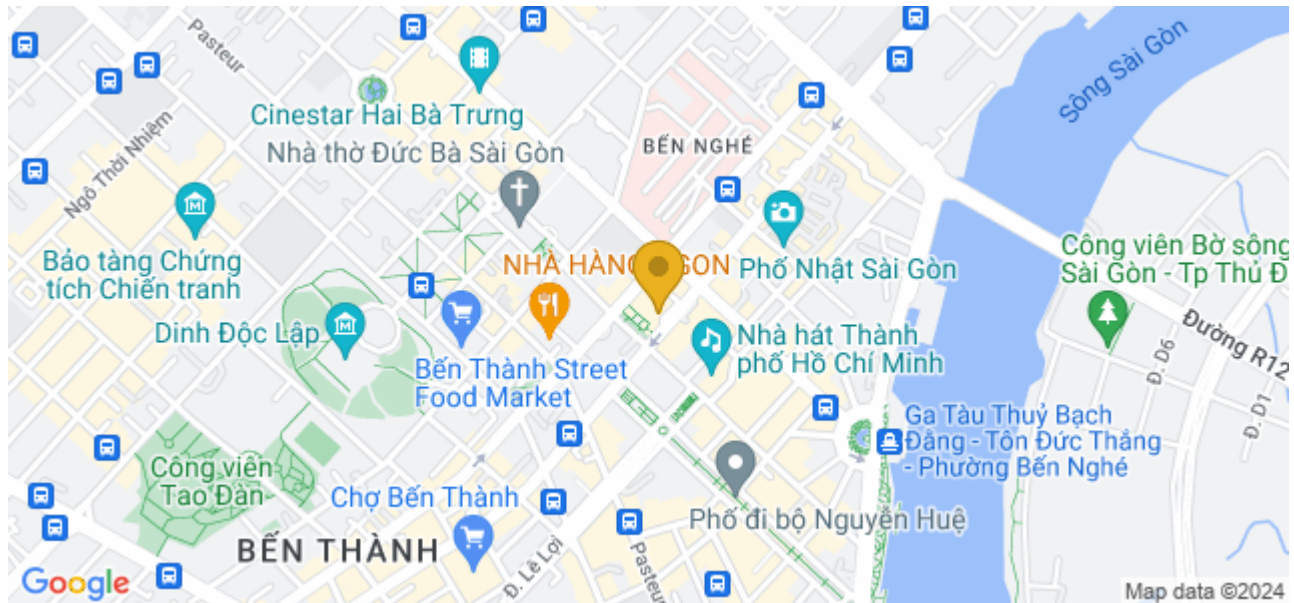 Pasteur
Sông Sài Gòn
Cinestar Hai Bà Trưng
Nhà thờ Đức Bà Sài Gòn
BẾN NGHÉ
Ngô Thời Nhiệm
Bảo tàng Chứng
tích Chiến tranh
NHÀ HÀNG
SON
Phố Nhật Sài Gòn
Công viên Bờ sông
Sài Gòn - Tp Thủ Đ
Dinh Độc Lập
Đường R12
Nhà hát Thành
phố Hồ Chí Minh
Đ. D6
Đ. D1
Bến Thành Street
Food Market
Ga Tàu Thuỷ Bạch
Đằng - Tôn Đức Thắng
- Phường Bến Nghé
Công viên
Tao Đàn
Chợ Bến Thành
Phố đi bộ Nguyễn Huệ
BẾN THÀNH
Đ. Lê Lợi
Pasteur
Google
Map data ©2024